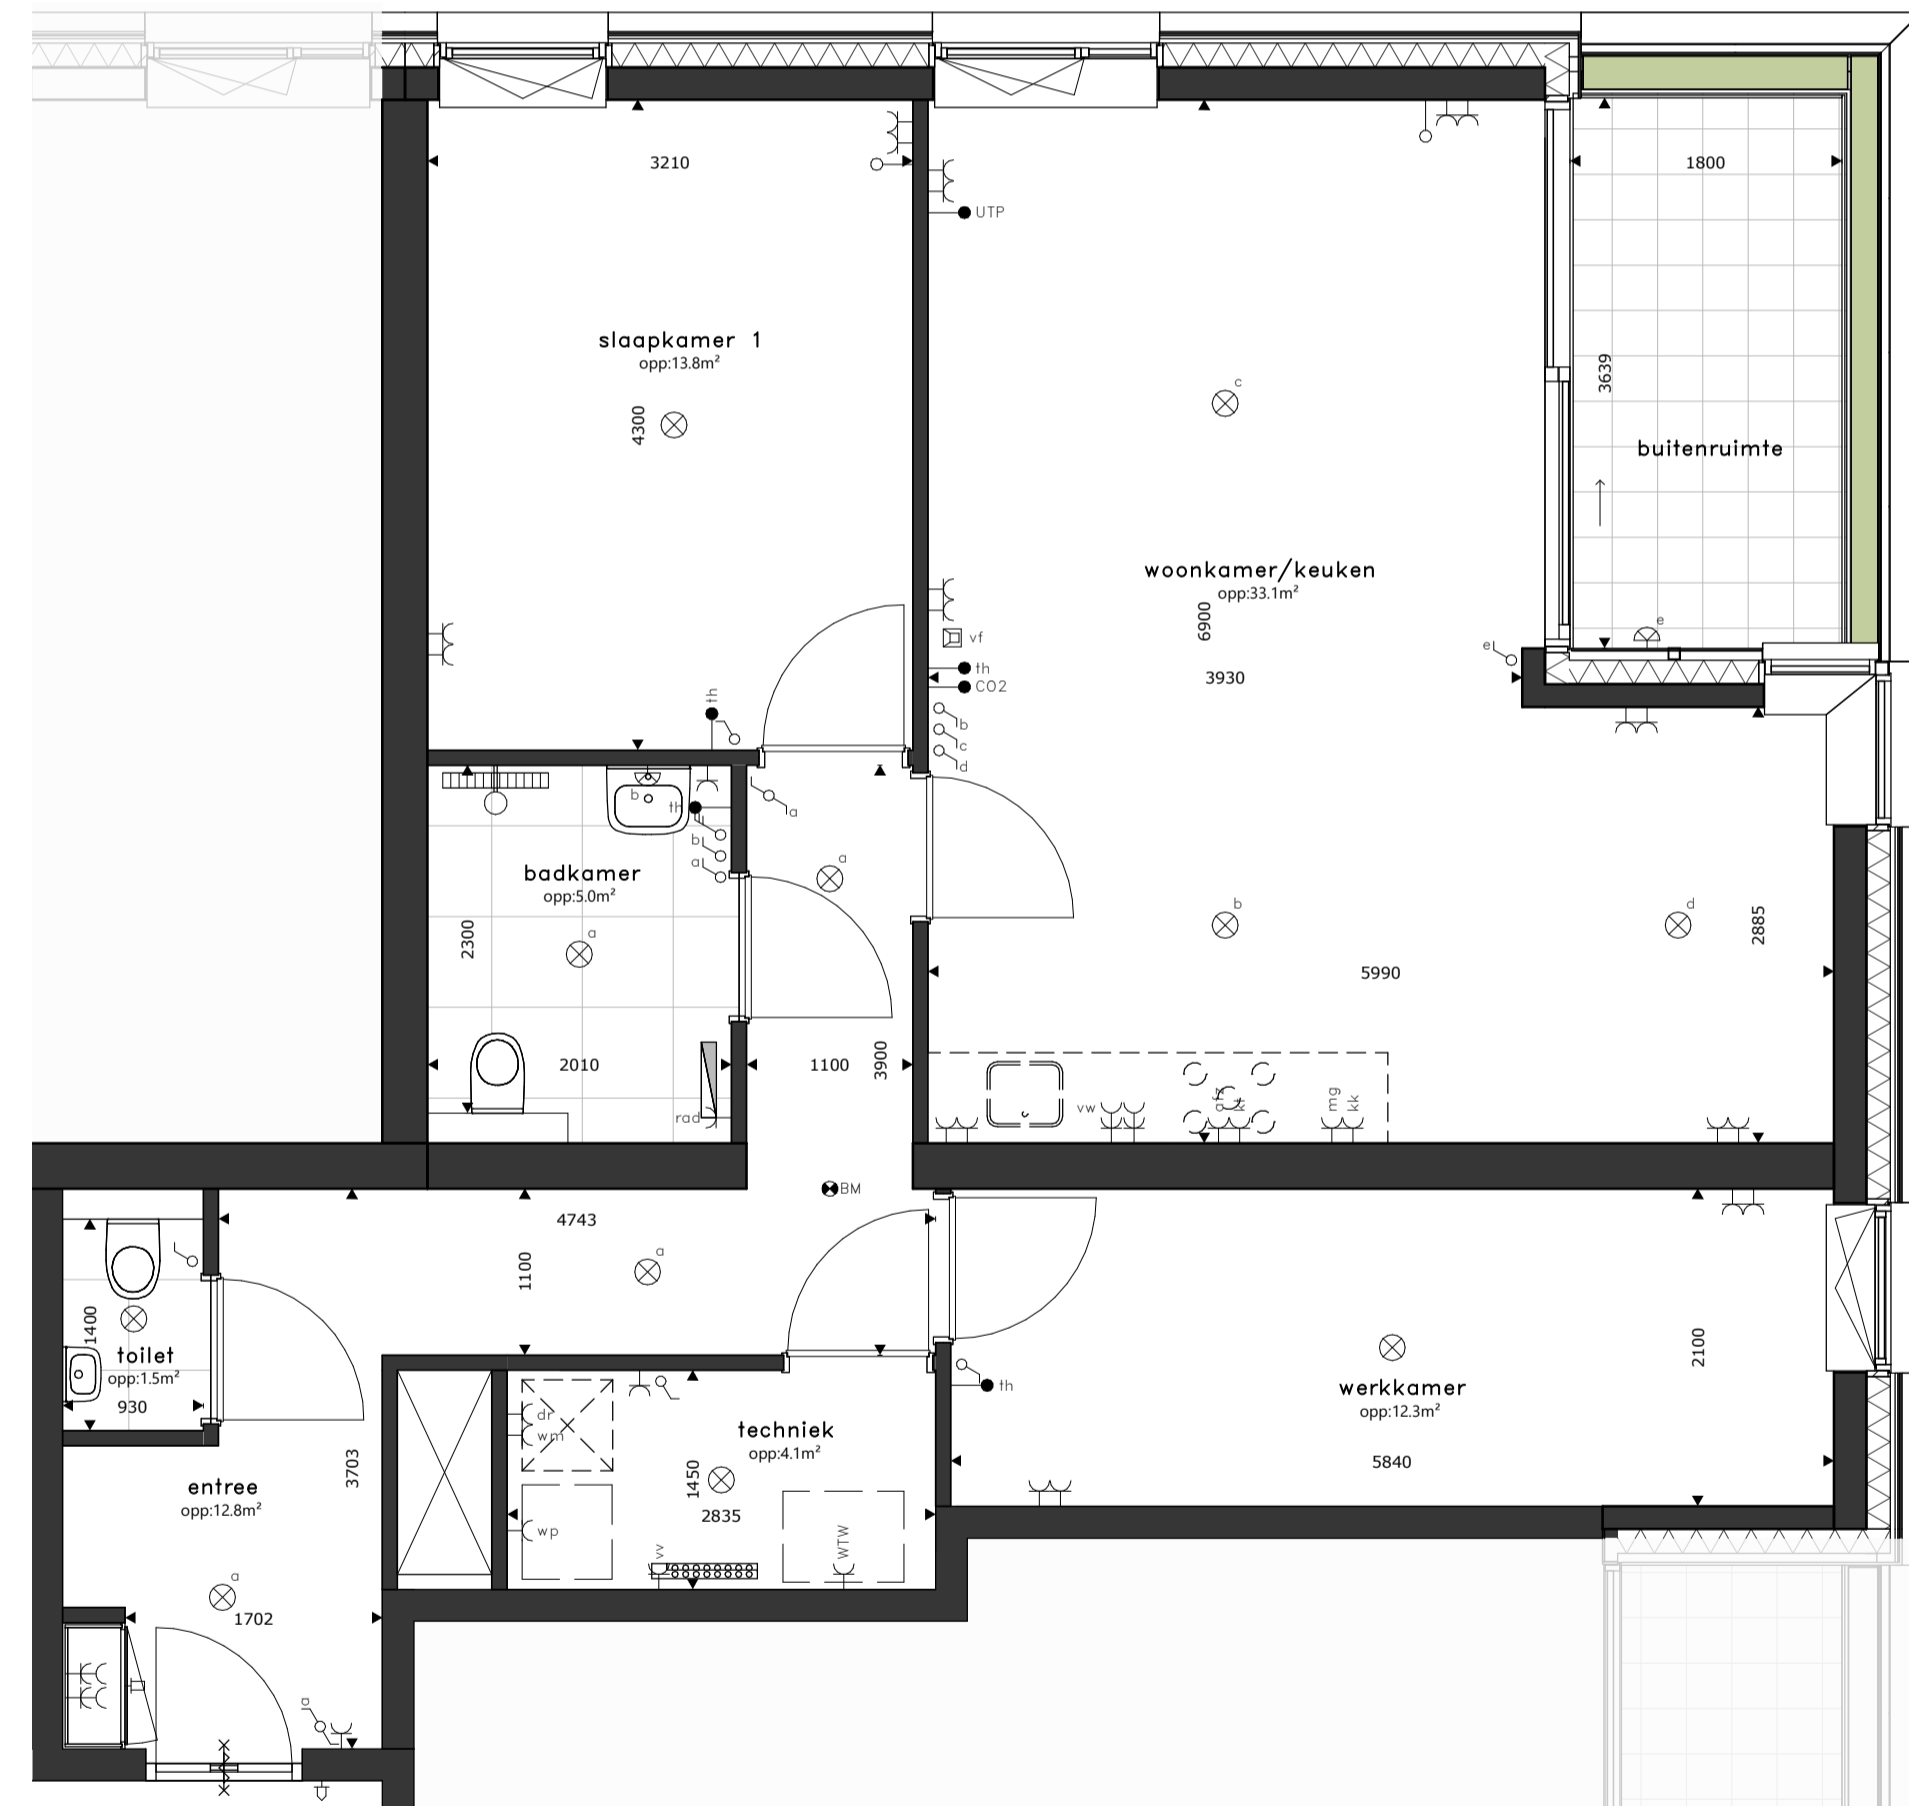 3210
1800
UTP
slaapkamer 1
opp:13.8m²
c
3639
4300
buitenruimte
woonkamer/keuken
opp:33.1m²
6900
vf
e
e
th
CO2
3930
th
b
c
d
b
th
a
b
a
a
badkamer
opp:5.0m²
a
b
d
2885
2300
5990
2010
1100
3900
rad
vw
mg
kk
BM
4743
a
1100
1400
toilet
opp:1.5m²
930
2100
th
werkkamer
opp:12.3m²
dr
wm
techniek
opp:4.1m²
3703
5840
entree
opp:12.8m²
1450
2835
wp
vv
WTW
a
1702
a